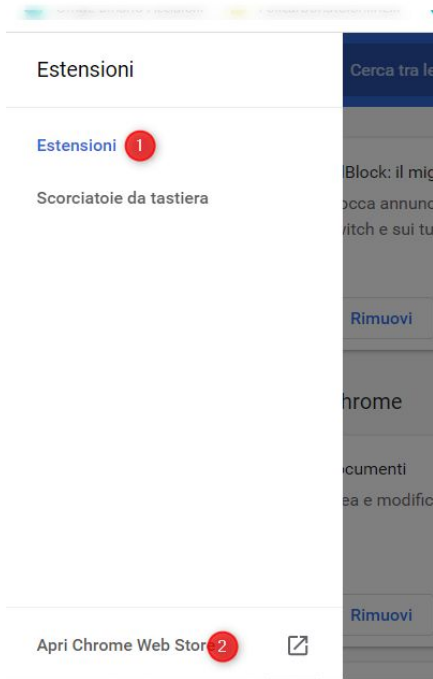 Estensioni
Cerca tra le
Estensioni 1
Scorciatoie da tastiera
Block: il mig
occa annunc
vitch e sui tu
Rimuovi
hrome
ocumenti
ea e modific
Rimuovi
Apri Chrome Web Store 2